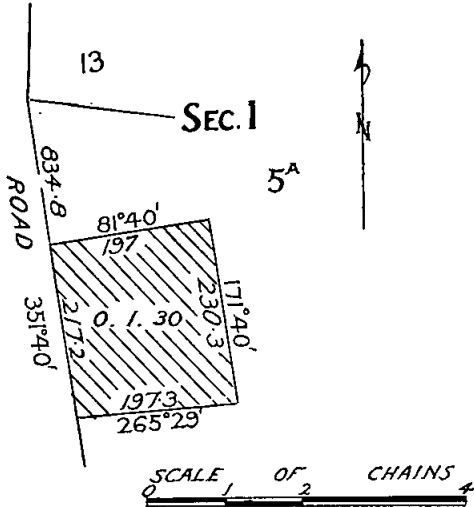 13
SEC. 1
N
834.8
ROAD
5A
81°40'
197
351°40'
217.2
0. 1. 30
230.3
171°40'
197.3
265°29'
SCALE OF CHAINS
0 1 2 4